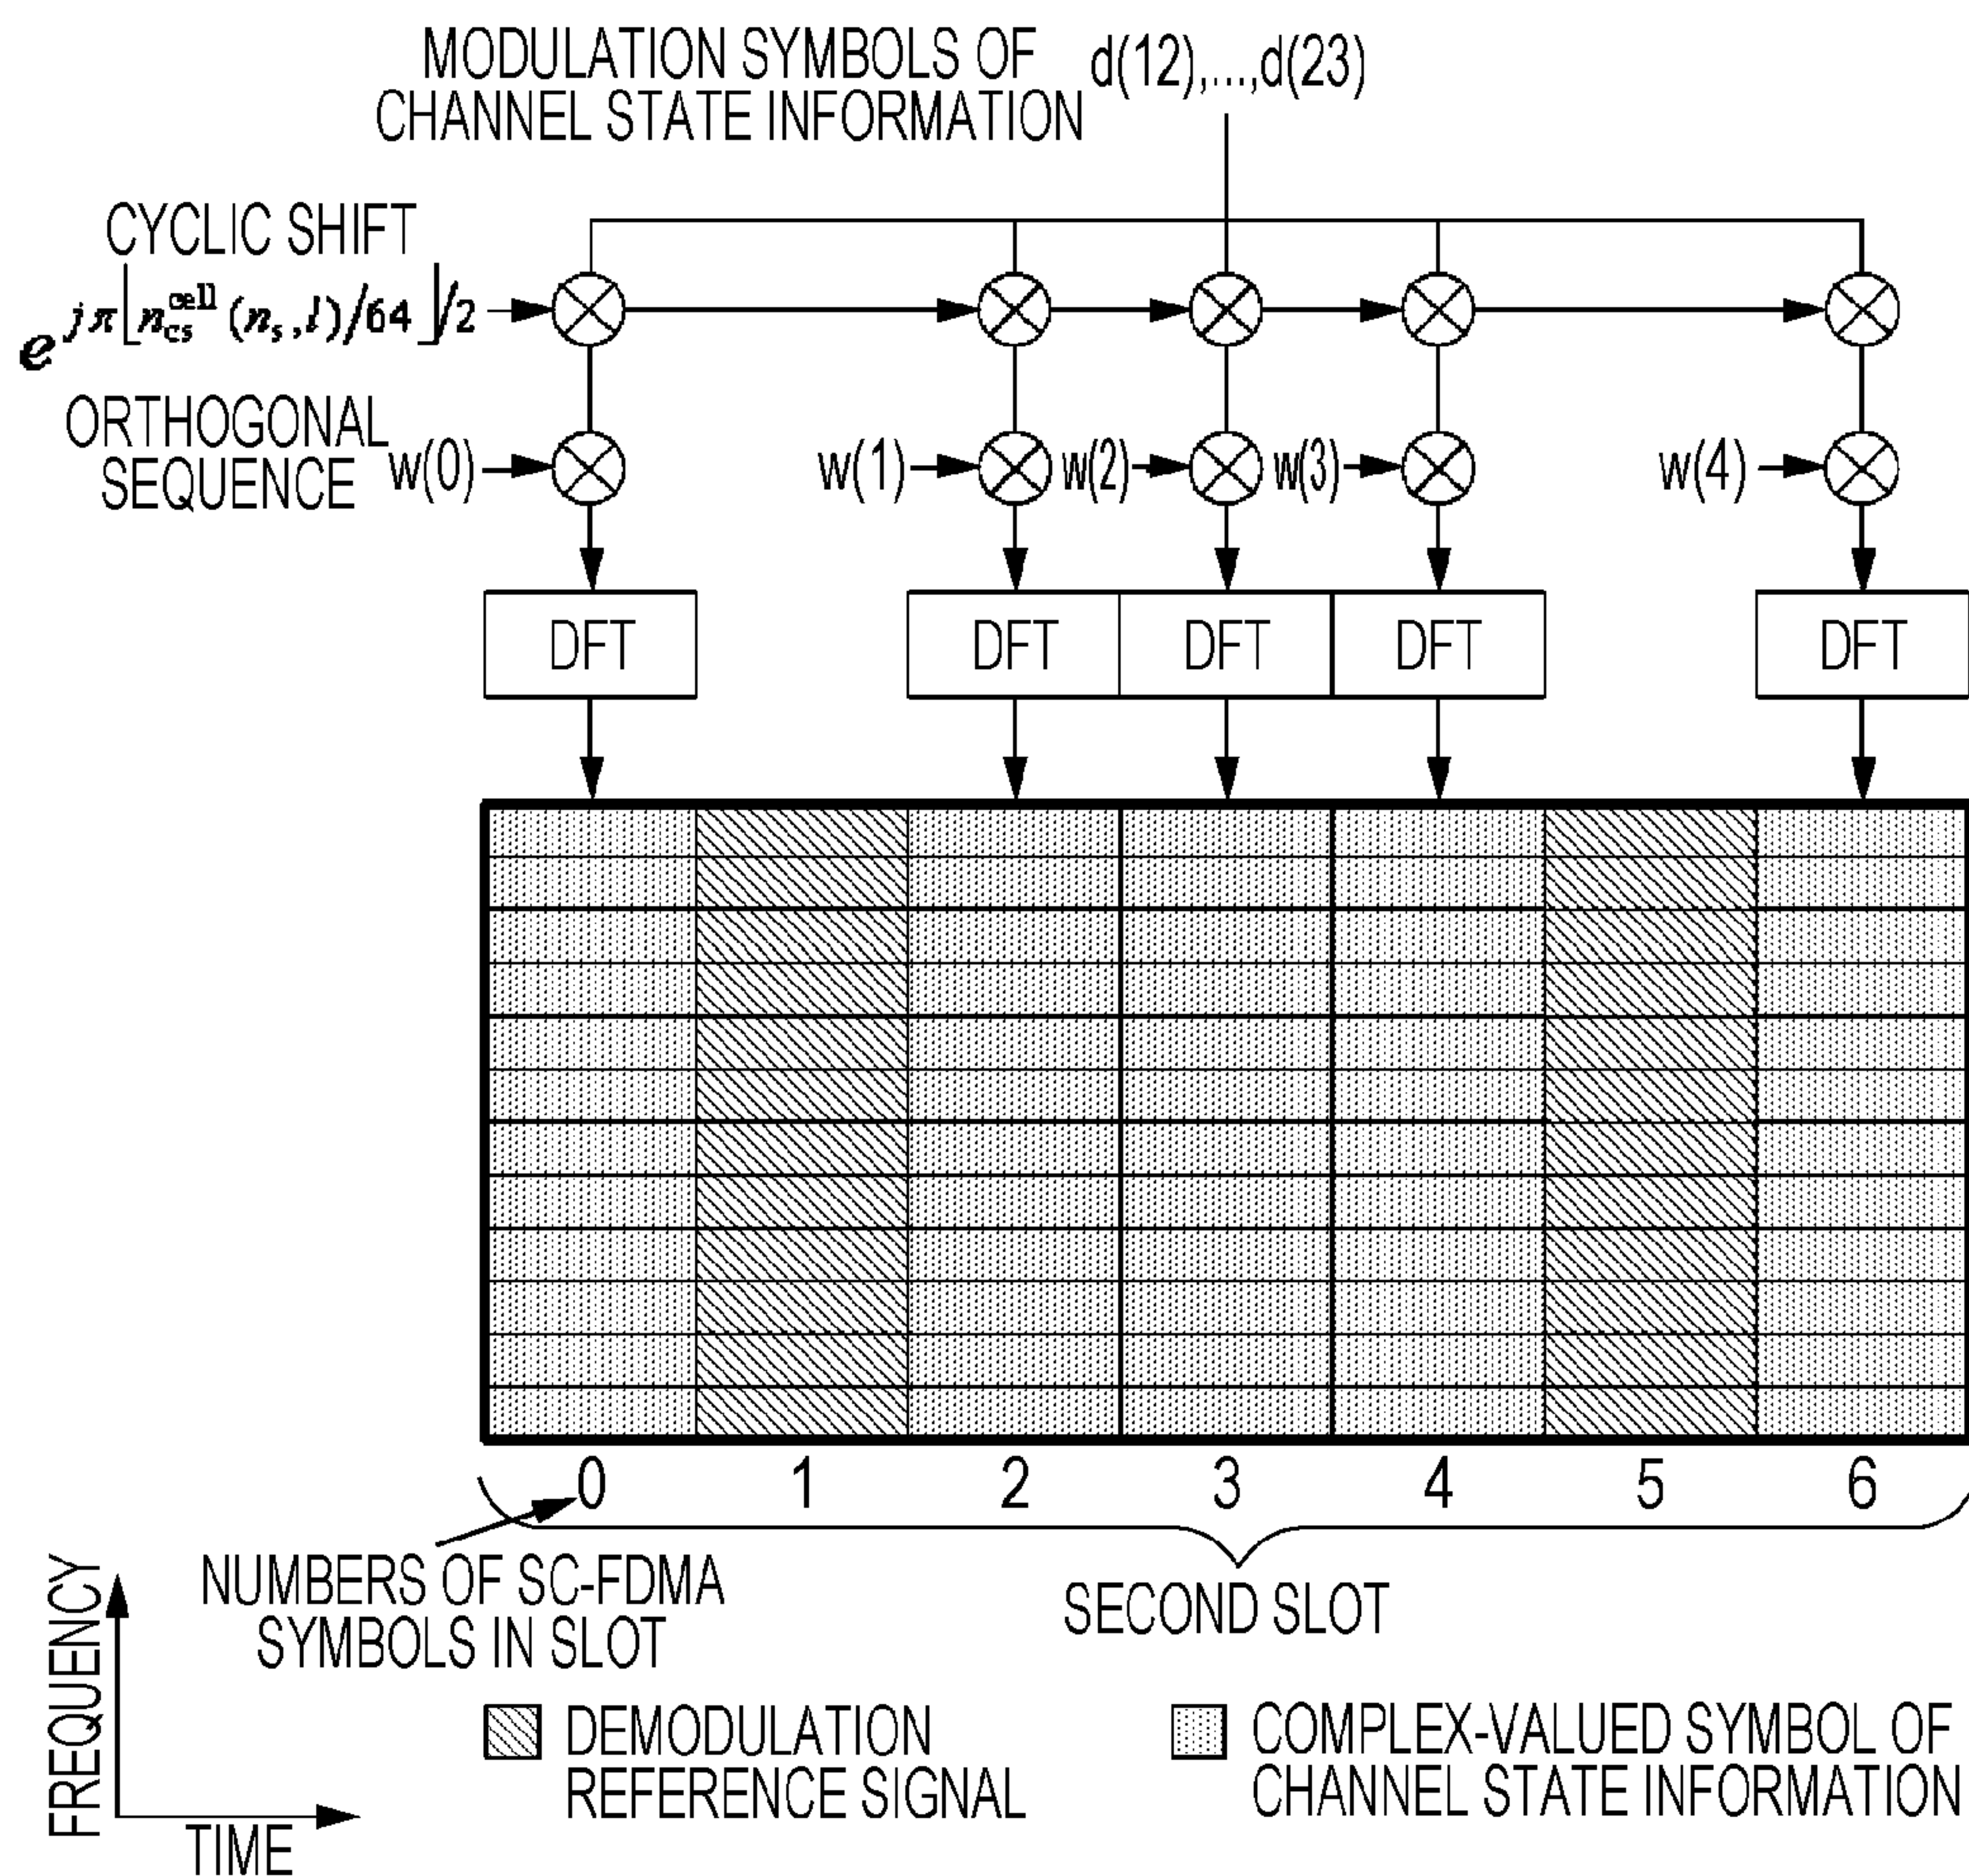 MODULATION SYMBOLS OF
CHANNEL STATE INFORMATION
d(12),...,d(23)
CYCLIC SHIFT
e^{jπ⌊n_{cs}^{cell}(n_s,l)/64⌋/2}
ORTHOGONAL
SEQUENCE
w(0)
w(1)
w(2)
w(3)
w(4)
DFT
DFT
DFT
DFT
DFT
0 1 2 3 4 5 6
NUMBERS OF SC-FDMA
SYMBOLS IN SLOT
SECOND SLOT
FREQUENCY
TIME
DEMODULATION
REFERENCE SIGNAL
COMPLEX-VALUED SYMBOL OF
CHANNEL STATE INFORMATION